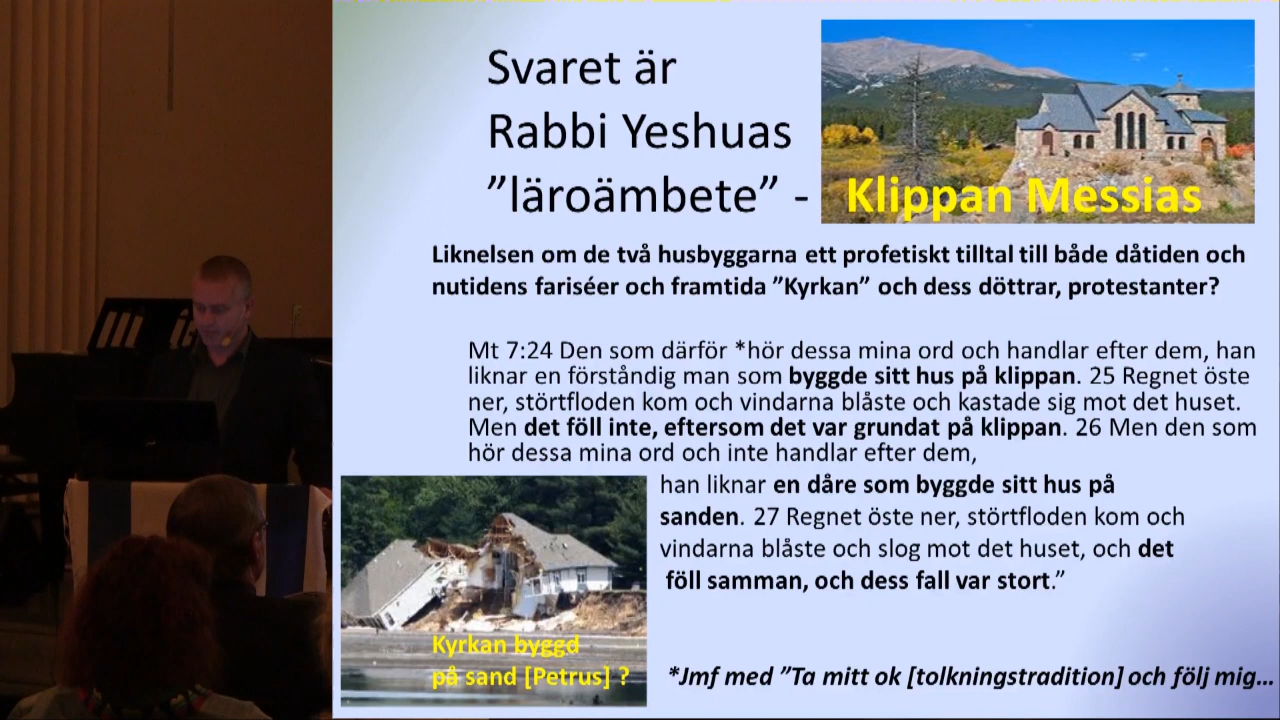 Svaret är
Rabbi Yeshuas
”läroämbete” -
Klippan Messias
Liknelsen om de två husbyggarna ett profetiskt tilltal till både dåtiden och
nutidens fariséer och framtida ”Kyrkan” och dess döttrar, protestanter?
Mt 7:24 Den som därför *hör dessa mina ord och handlar efter dem, han
liknar en förståndig man som byggde sitt hus på klippan. 25 Regnet öste
ner, störtfloden kom och vindarna blåste och kastade sig mot det huset.
Men det föll inte, eftersom det var grundat på klippan. 26 Men den som
hör dessa mina ord och inte handlar efter dem,
han liknar en dåre som byggde sitt hus på
sanden. 27 Regnet öste ner, störtfloden kom och
vindarna blåste och slog mot det huset, och det
föll samman, och dess fall var stort.”
Kyrkan byggd
på sand [Petrus] ?
*Jmf med ”Ta mitt ok [tolkningstradition] och följ mig...